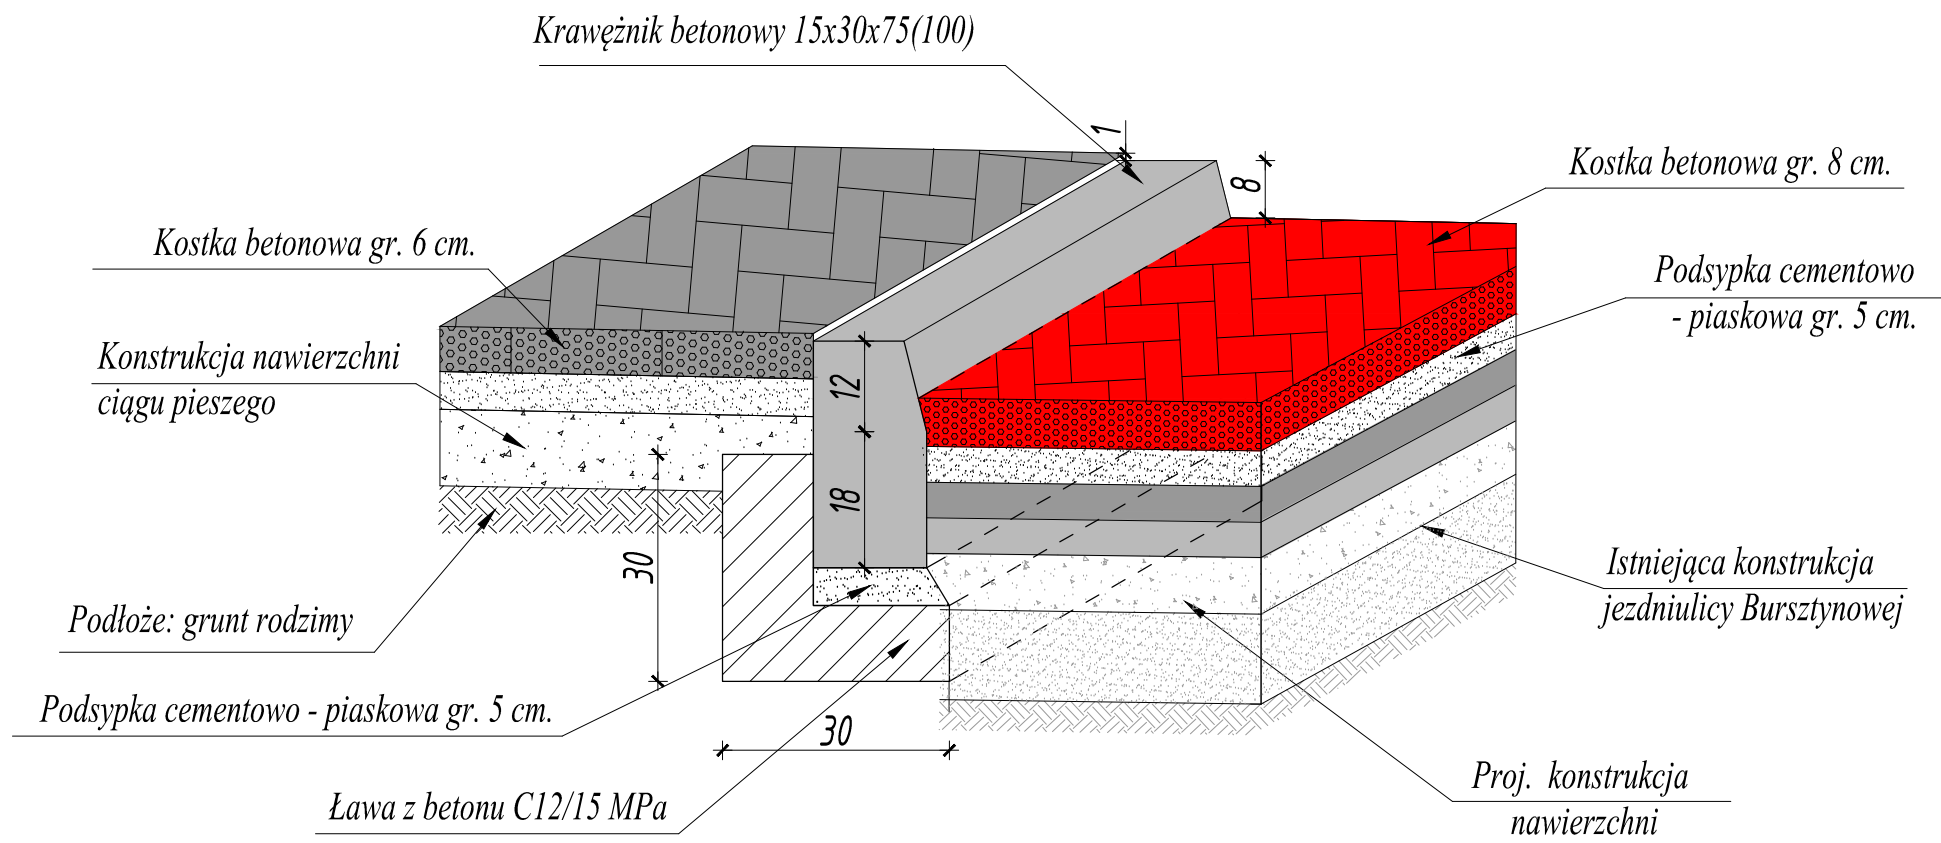 Krawężnik betonowy 15x30x75(100)
1
8
Kostka betonowa gr. 8 cm.
Kostka betonowa gr. 6 cm.
Podsypka cementowo
- piaskowa gr. 5 cm.
Konstrukcja nawierzchni
ciągu pieszego
12
18
30
Istniejąca konstrukcja
jezdniulicy Bursztynowej
Podłoże: grunt rodzimy
Podsypka cementowo - piaskowa gr. 5 cm.
30
Proj. konstrukcja
nawierzchni
Ława z betonu C12/15 MPa